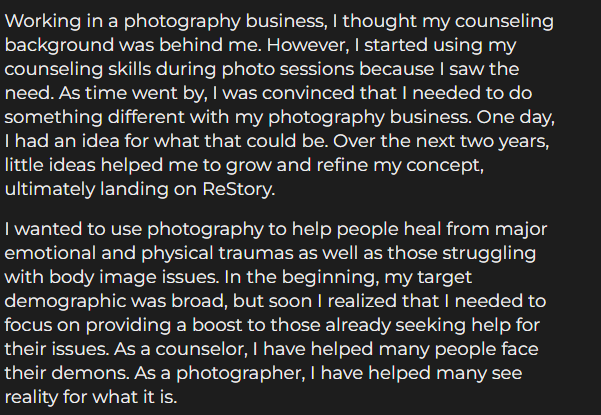 Working in a photography business, I thought my counseling
background was behind me. However, I started using my
counseling skills during photo sessions because I saw the
need. As time went by, I was convinced that I needed to do
something different with my photography business. One day,
I had an idea for what that could be. Over the next two years,
little ideas helped me to grow and refine my concept,
ultimately landing on ReStory.
I wanted to use photography to help people heal from major
emotional and physical traumas as well as those struggling
with body image issues. In the beginning, my target
demographic was broad, but soon I realized that I needed to
focus on providing a boost to those already seeking help for
their issues. As a counselor, I have helped many people face
their demons. As a photographer, I have helped many see
reality for what it is.